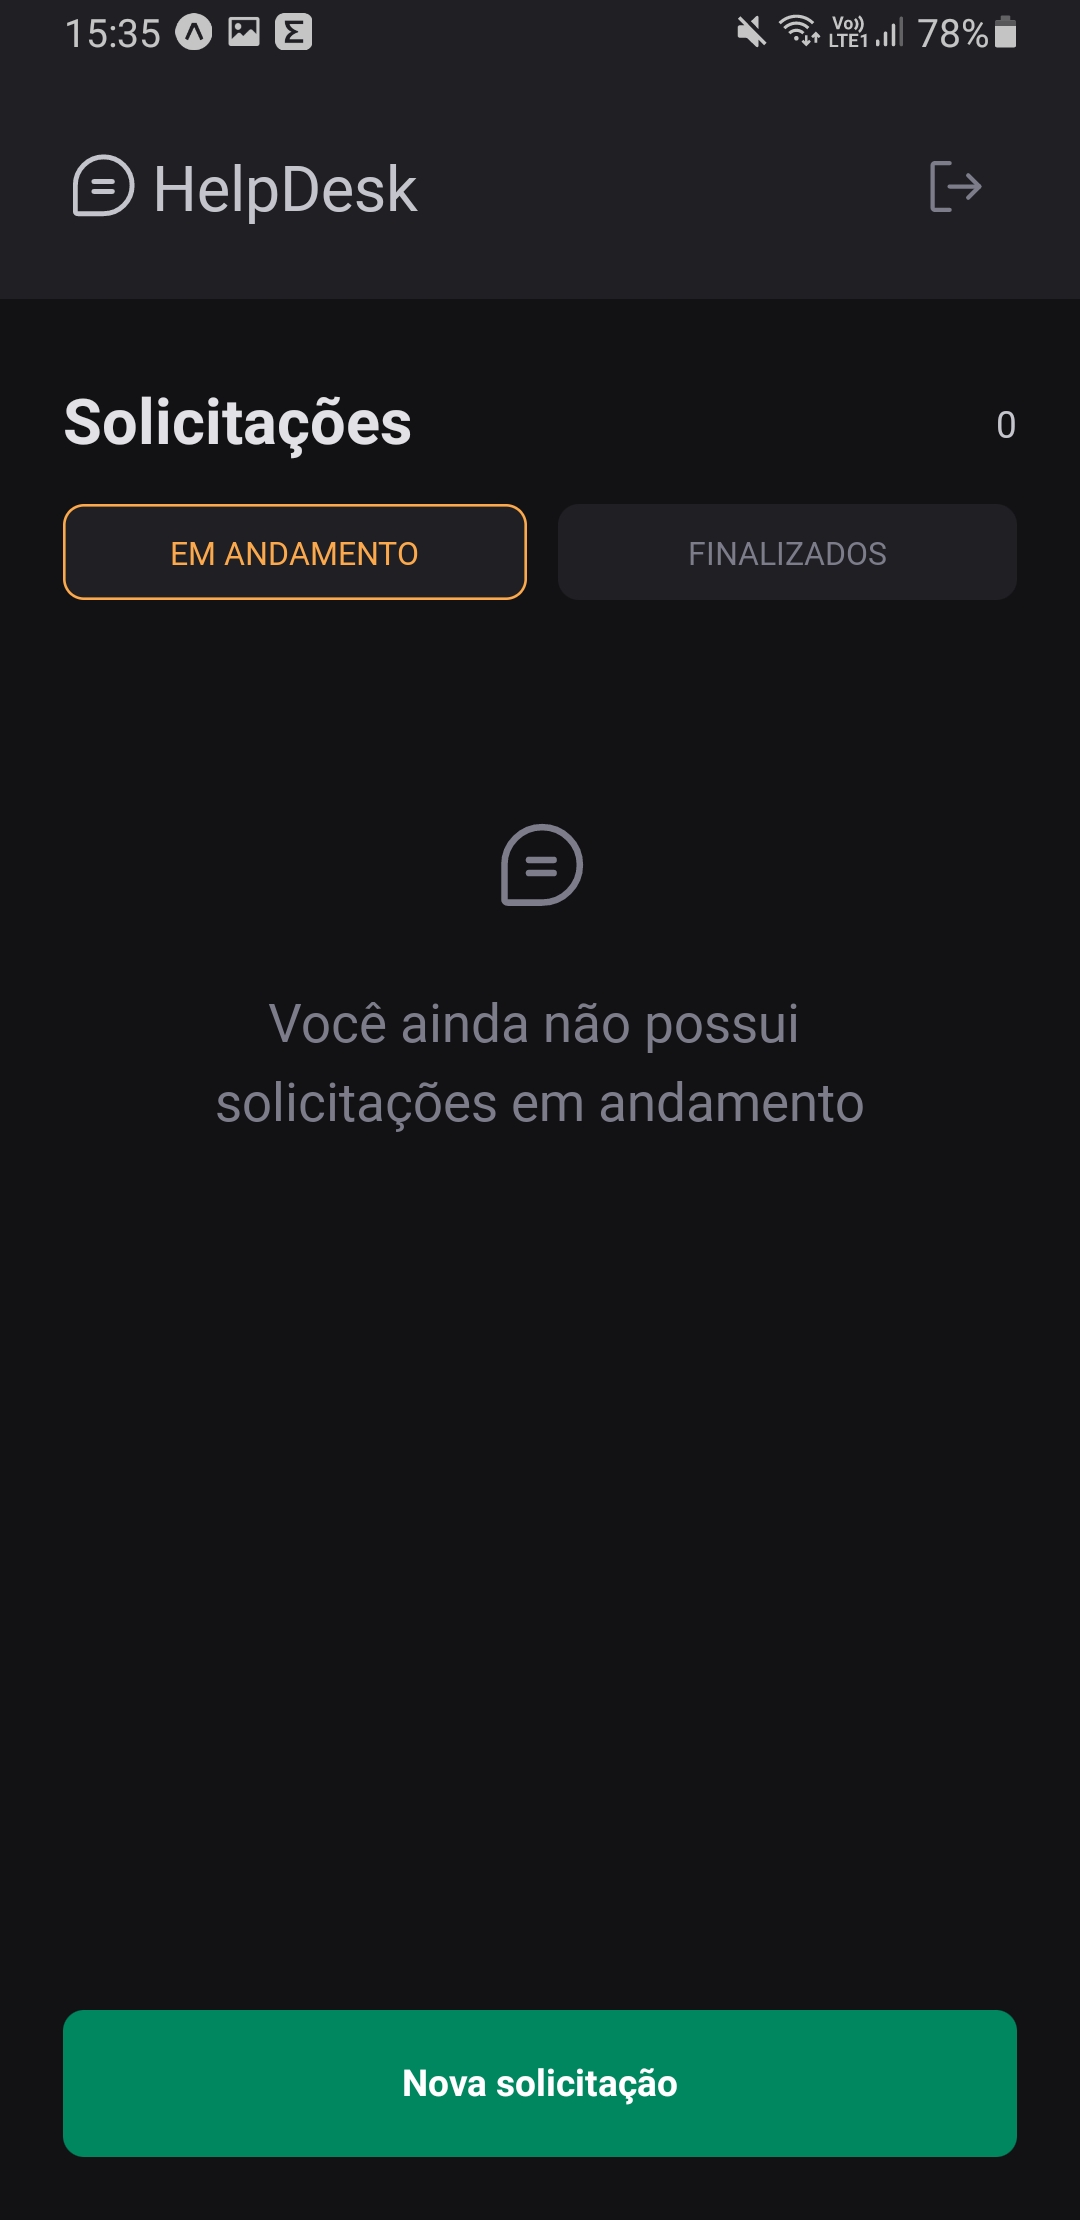 15:35
Vo)) LTE1 78%
HelpDesk
Solicitações
0
EM ANDAMENTO
FINALIZADOS
Você ainda não possui
solicitações em andamento
Nova solicitação